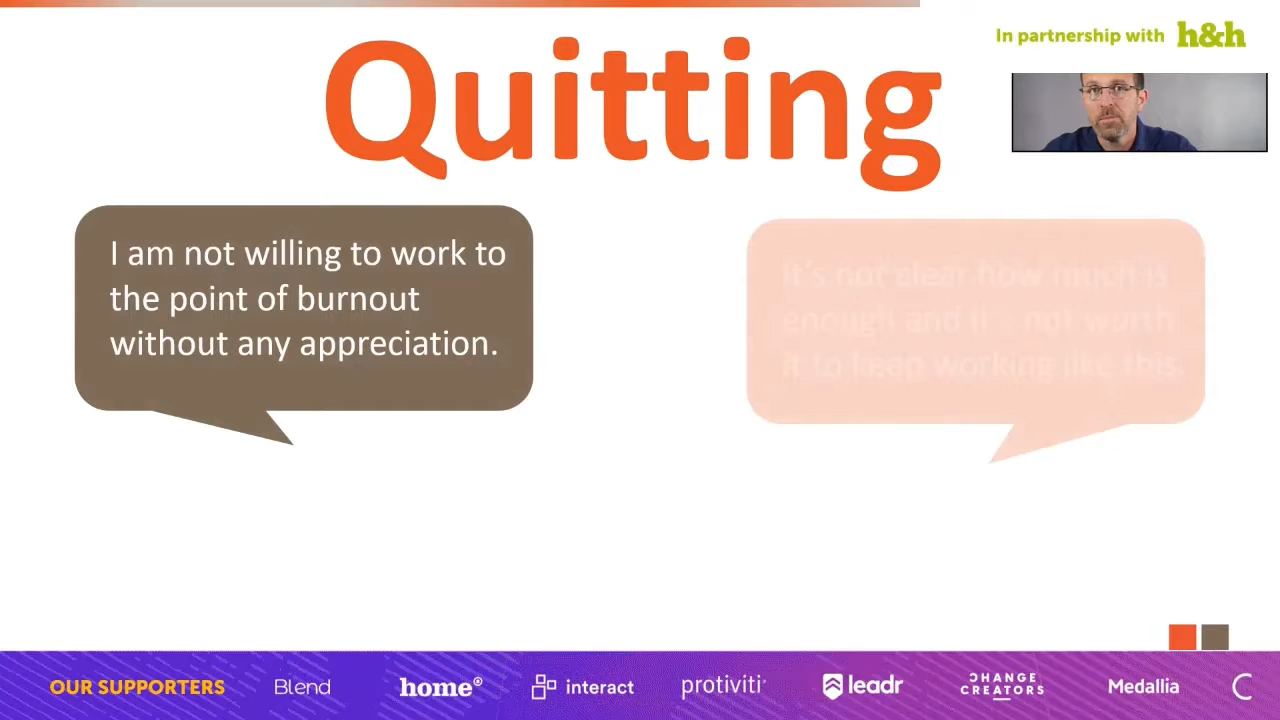 In partnership with h&h
Quitting
I am not willing to work to
the point of burnout
without any appreciation.
It's not clear how much is
enough and it's not worth
it to keep working like this.
OUR SUPPORTERS Blend home® interact protiviti leadr CHANGE CREATORS Medallia C